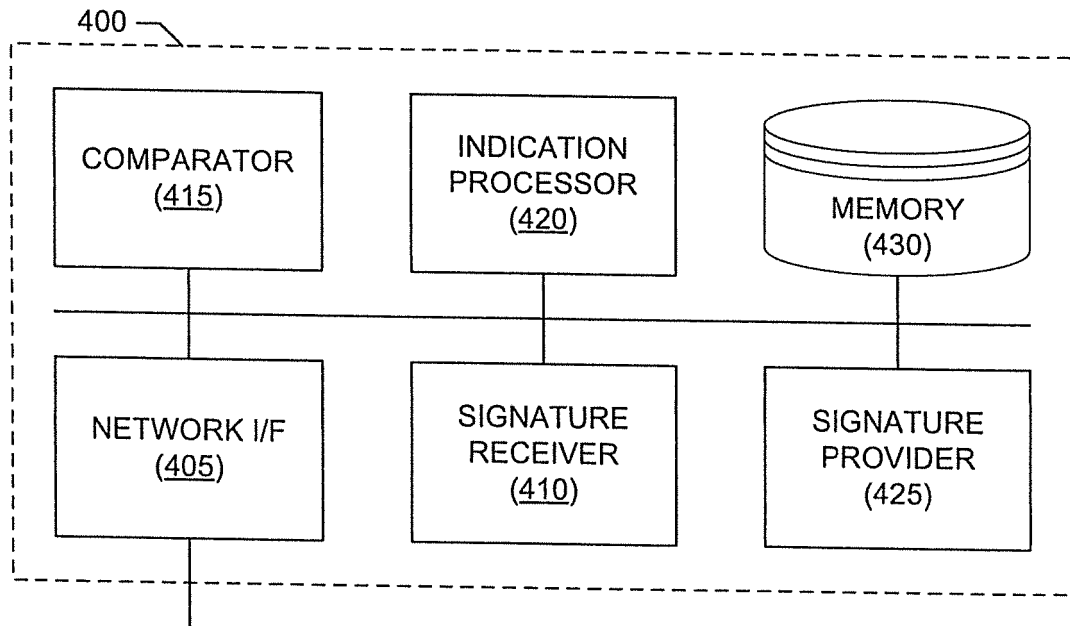 400
COMPARATOR
(415)
INDICATION
PROCESSOR
(420)
MEMORY
(430)
NETWORK I/F
(405)
SIGNATURE
RECEIVER
(410)
SIGNATURE
PROVIDER
(425)